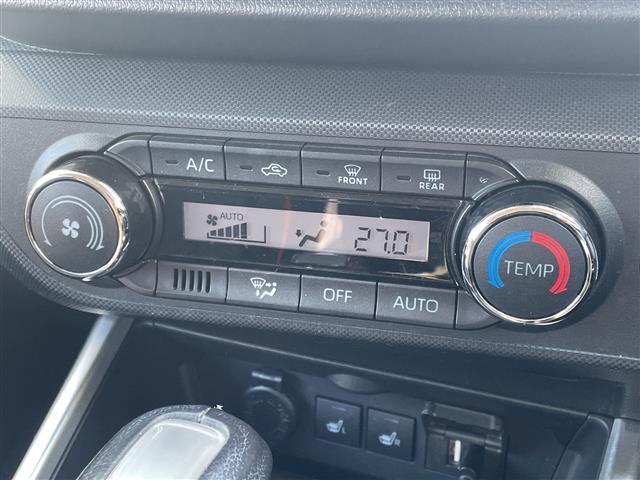 A/C
FRONT
REAR
AUTO
27.0
TEMP
OFF
AUTO
L
R